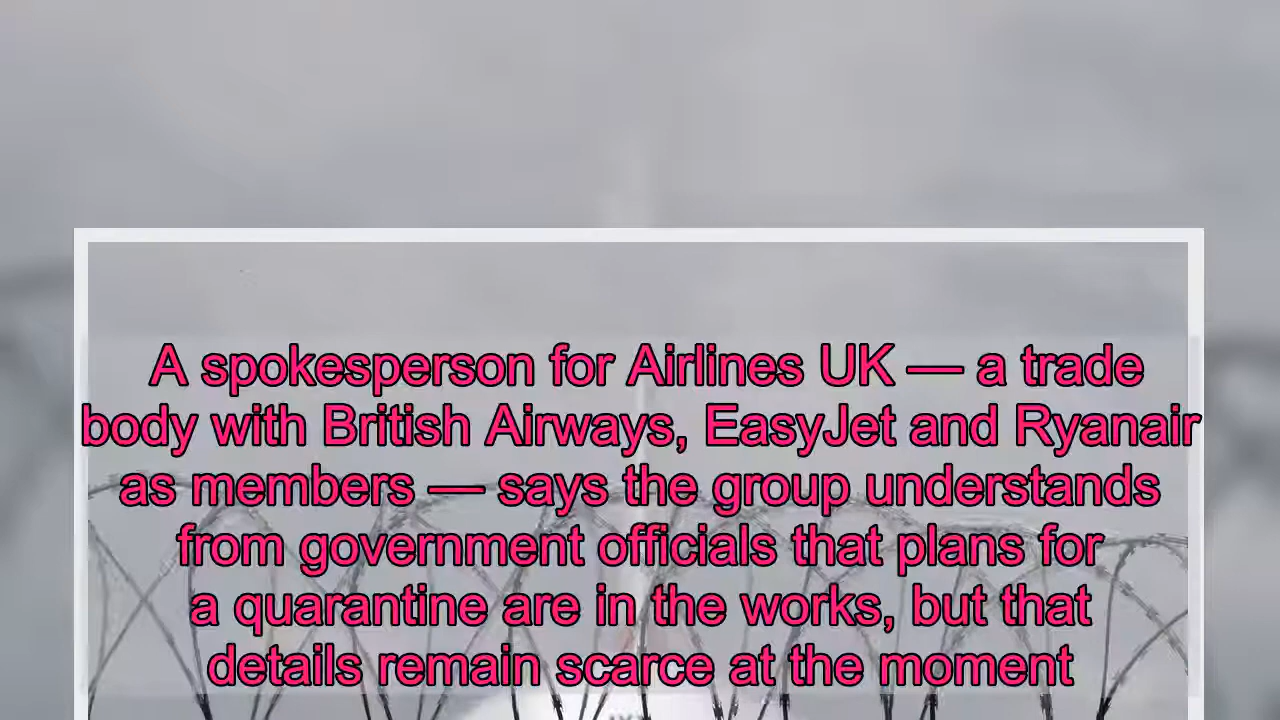 A spokesperson for Airlines UK — a trade
body with British Airways, EasyJet and Ryanair
as members — says the group understands
from government officials that plans for
a quarantine are in the works, but that
details remain scarce at the moment